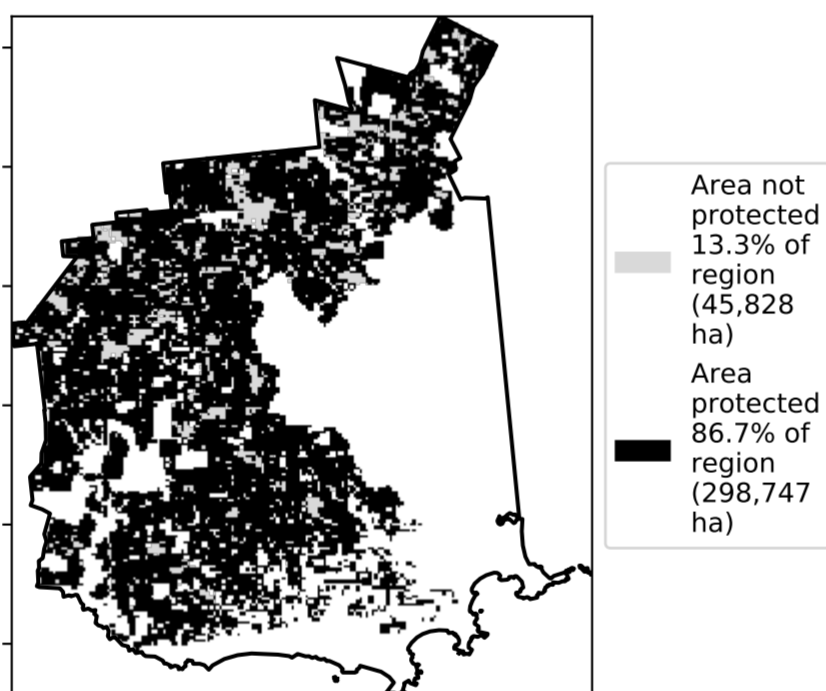 Area not
protected
13.3% of
region
(45,828
ha)
Area
protected
86.7% of
region
(298,747
ha)